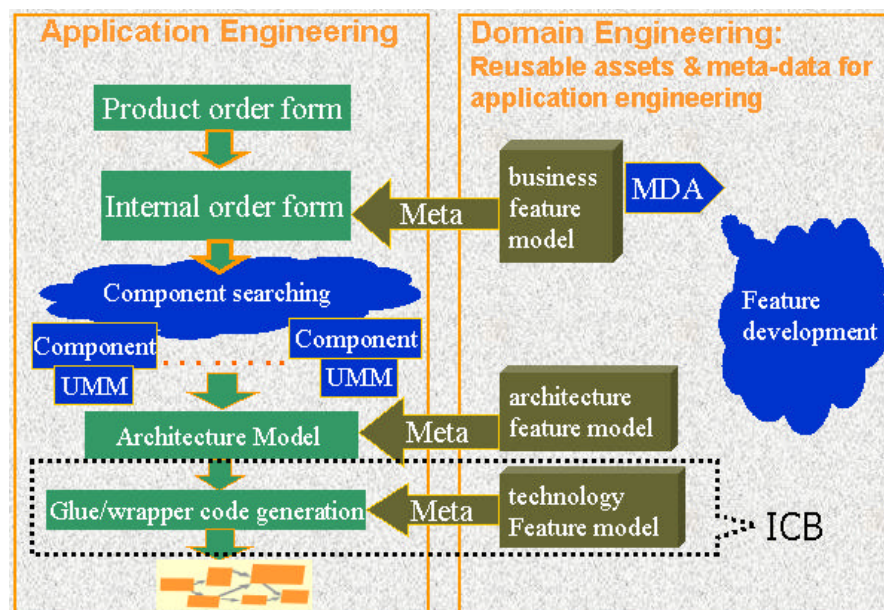 Application Engineering
Product order form
Internal order form
Component searching
Component
UMM
Component
UMM
Architecture Model
Glue/wrapper code generation
Domain Engineering:
Reusable assets & meta-data for
application engineering
Meta
business
feature
model
MDA
Feature
development
Meta
architecture
feature model
Meta
technology
Feature model
ICB